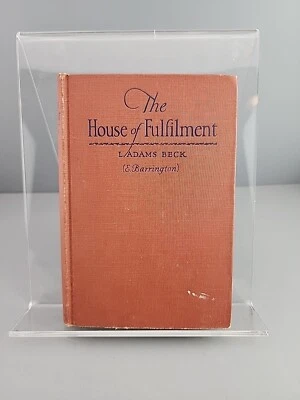 The
House of Fulfilment
L. ADAMS BECK
(E. Barrington)